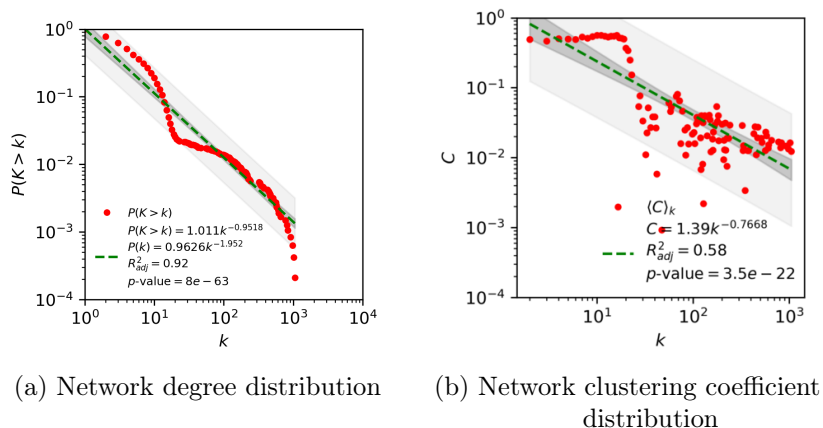 10^0
10^-1
10^-2
10^-3
10^-4
P(K > k)
P(K > k)
P(K > k) = 1.011k^-0.9518
P(k) = 0.9626k^-1.952
R^2_adj = 0.92
p-value = 8e − 63
10^0 10^1 10^2 10^3 10^4
k
(a) Network degree distribution
10^0
10^-1
10^-2
10^-3
10^-4
C
⟨C⟩_k
C = 1.39k^-0.7668
R^2_adj = 0.58
p-value = 3.5e − 22
10^1 10^2 10^3
k
(b) Network clustering coefficient
distribution